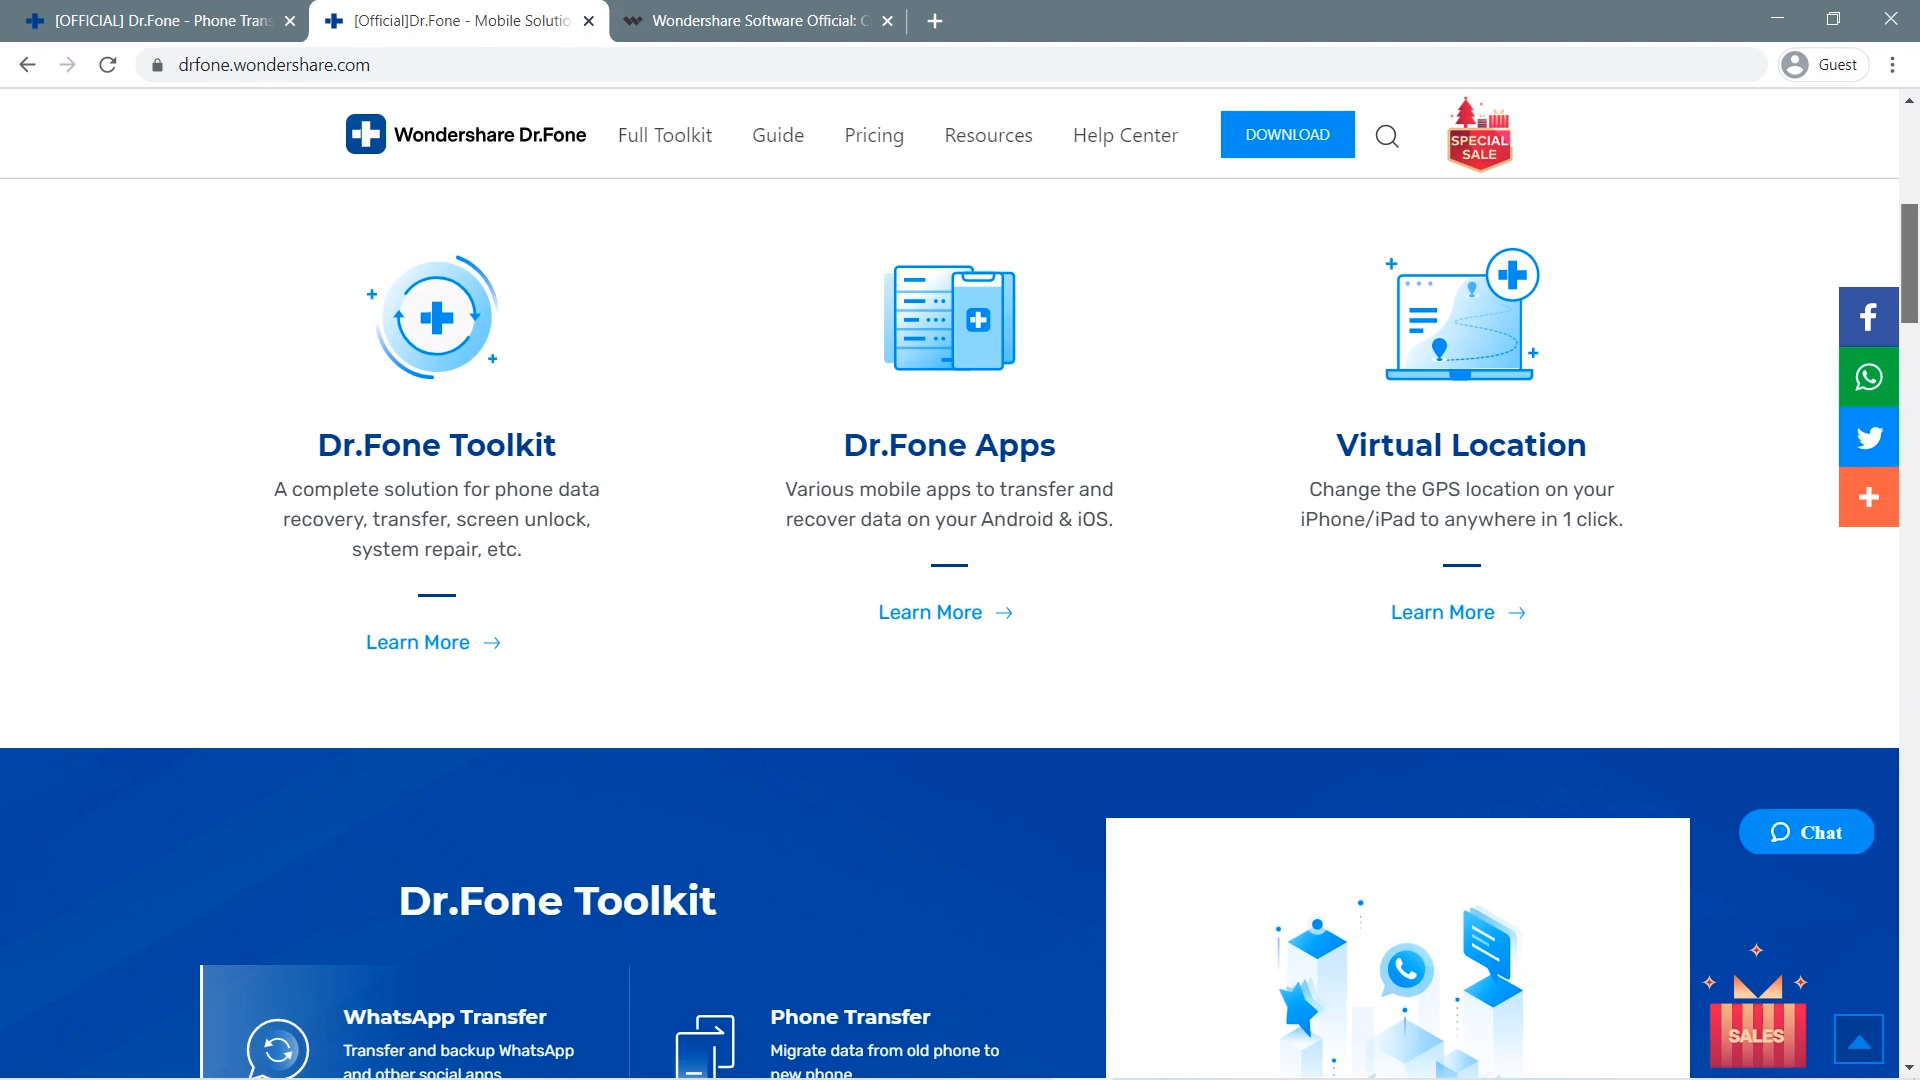 [OFFICIAL] Dr.Fone - Phone Trans
[Official]Dr.Fone - Mobile Solutio
Wondershare Software Official: C
drfone.wondershare.com
Guest
Wondershare Dr.Fone
Full Toolkit
Guide
Pricing
Resources
Help Center
DOWNLOAD
SPECIAL
SALE
Dr.Fone Toolkit
A complete solution for phone data
recovery, transfer, screen unlock,
system repair, etc.
Learn More
Dr.Fone Apps
Various mobile apps to transfer and
recover data on your Android & iOS.
Learn More
Virtual Location
Change the GPS location on your
iPhone/iPad to anywhere in 1 click.
Learn More
Chat
Dr.Fone Toolkit
WhatsApp Transfer
Transfer and backup WhatsApp
and other social apps
Phone Transfer
Migrate data from old phone to
new phone
SALES